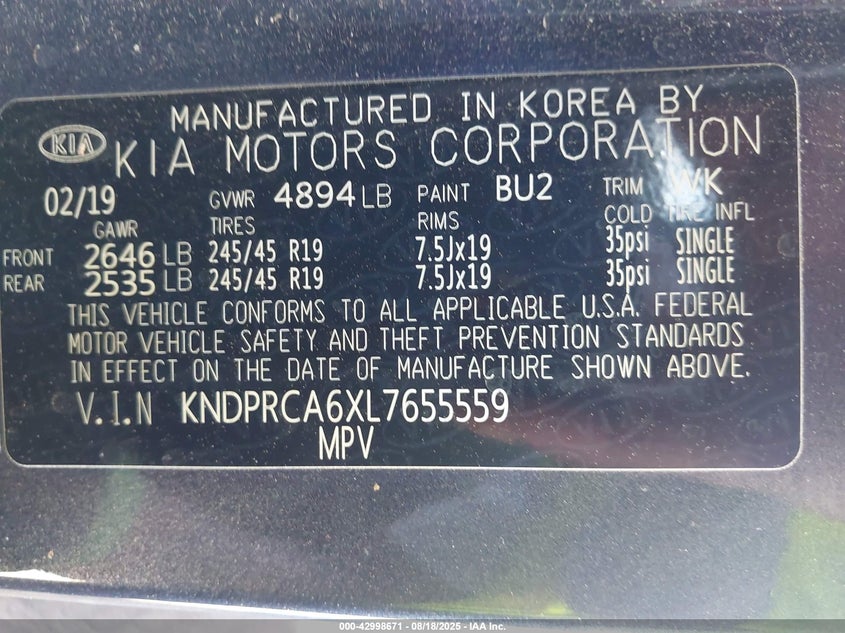 MANUFACTURED IN KOREA BY
KIA KIA MOTORS CORPORATION
02/19 GVWR 4894 LB PAINT BU2 TRIM WK
GAWR TIRES RIMS COLD TIRE INFL
FRONT 2646 LB 245/45 R19 7.5Jx19 35psi SINGLE
REAR 2535 LB 245/45 R19 7.5Jx19 35psi SINGLE
THIS VEHICLE CONFORMS TO ALL APPLICABLE U.S.A. FEDERAL
MOTOR VEHICLE SAFETY AND THEFT PREVENTION STANDARDS
IN EFFECT ON THE DATE OF MANUFACTURE SHOWN ABOVE.
V.I.N KNDPRCA6XL7655559
MPV
000-42998671 - 08/18/2025 - IAA Inc.